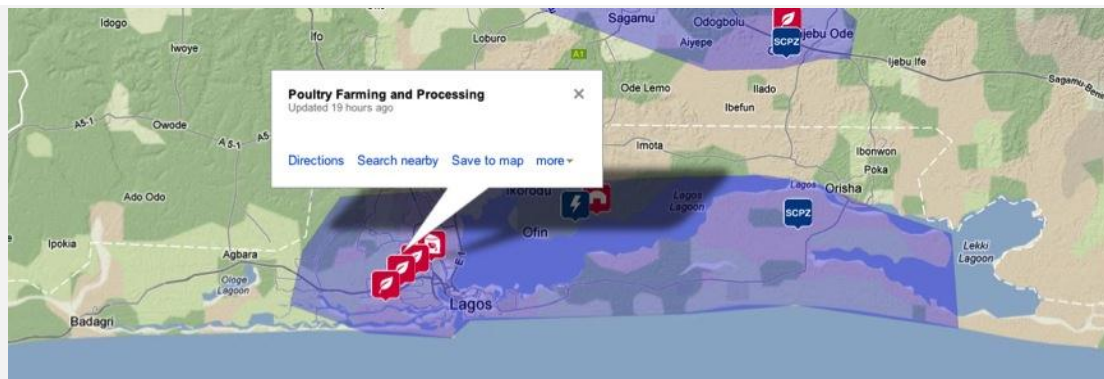 Idogo
Iwoye
Ifo
Loburo
A1
Sagamu
Odogbolu
Aiyepe
SCPZ
Ijebu Ode
Ijebu Ife
Sagamu-Benin
Poultry Farming and Processing
Updated 19 hours ago
Directions Search nearby Save to map more
Ode Lemo
Ilado
Ibefun
A5-1
Owode
A5-1
A5
Imota
Ibonwon
Poka
Ado Odo
Ikorodu
Lagos
Lagoon
Lagos
Orisha
SCPZ
Ofin
Ipokia
Agbara
E1
Lekki
Lagoon
Ologe
Lagoon
Lagos
Badagri